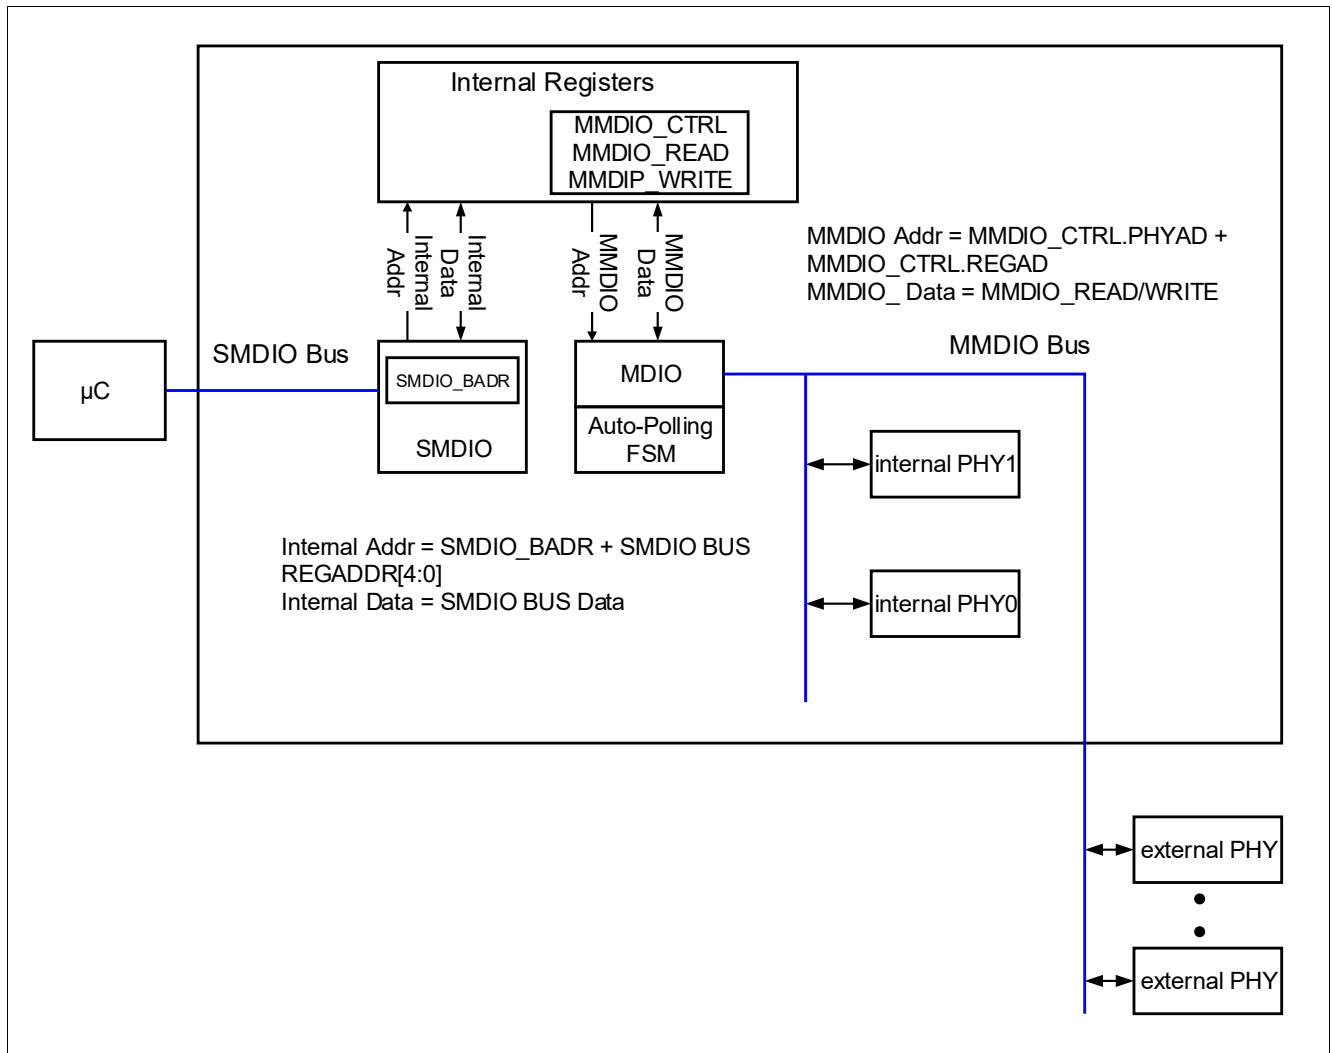 Internal Registers
MMDIO_CTRL
MMDIO_READ
MMDIP_WRITE
Internal
Addr
Internal
Data
MMDIO
Addr
MMDIO
Data
MMDIO Addr = MMDIO_CTRL.PHYAD +
MMDIO_CTRL.REGAD
MMDIO_ Data = MMDIO_READ/WRITE
µC
SMDIO Bus
SMDIO_BADR
SMDIO
MDIO
Auto-Polling
FSM
MMDIO Bus
internal PHY1
Internal Addr = SMDIO_BADR + SMDIO BUS
REGADDR[4:0]
Internal Data = SMDIO BUS Data
internal PHY0
external PHY
external PHY